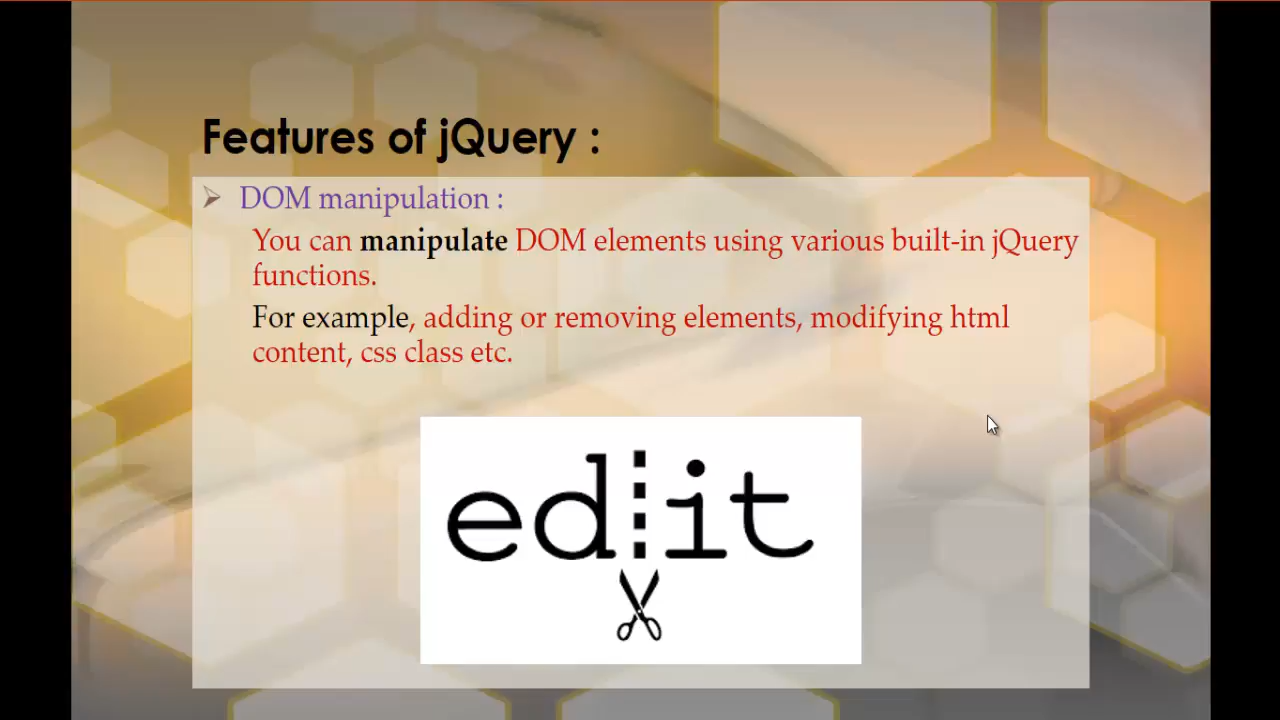 Features of jQuery :
DOM manipulation :
You can manipulate DOM elements using various built-in jQuery
functions.
For example, adding or removing elements, modifying html
content, css class etc.
edit